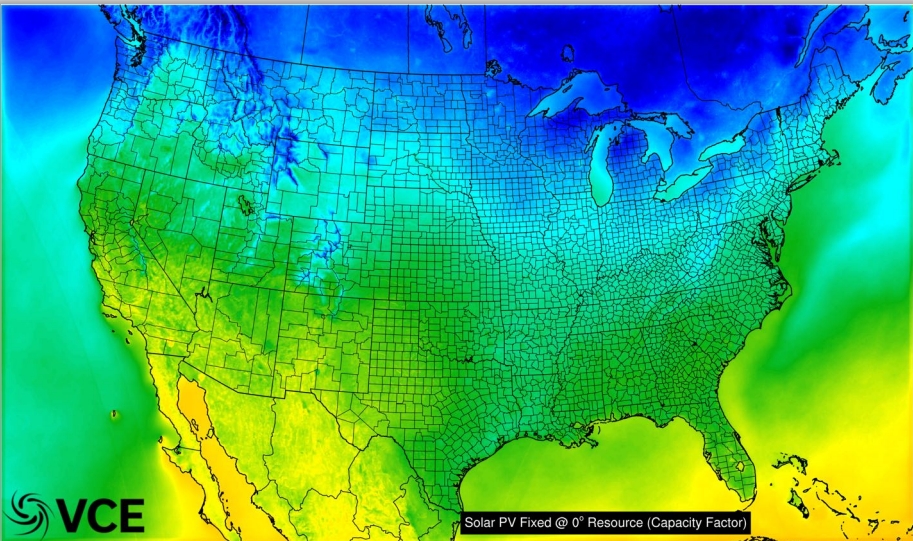 VCE
Solar PV Fixed @ 0° Resource (Capacity Factor)